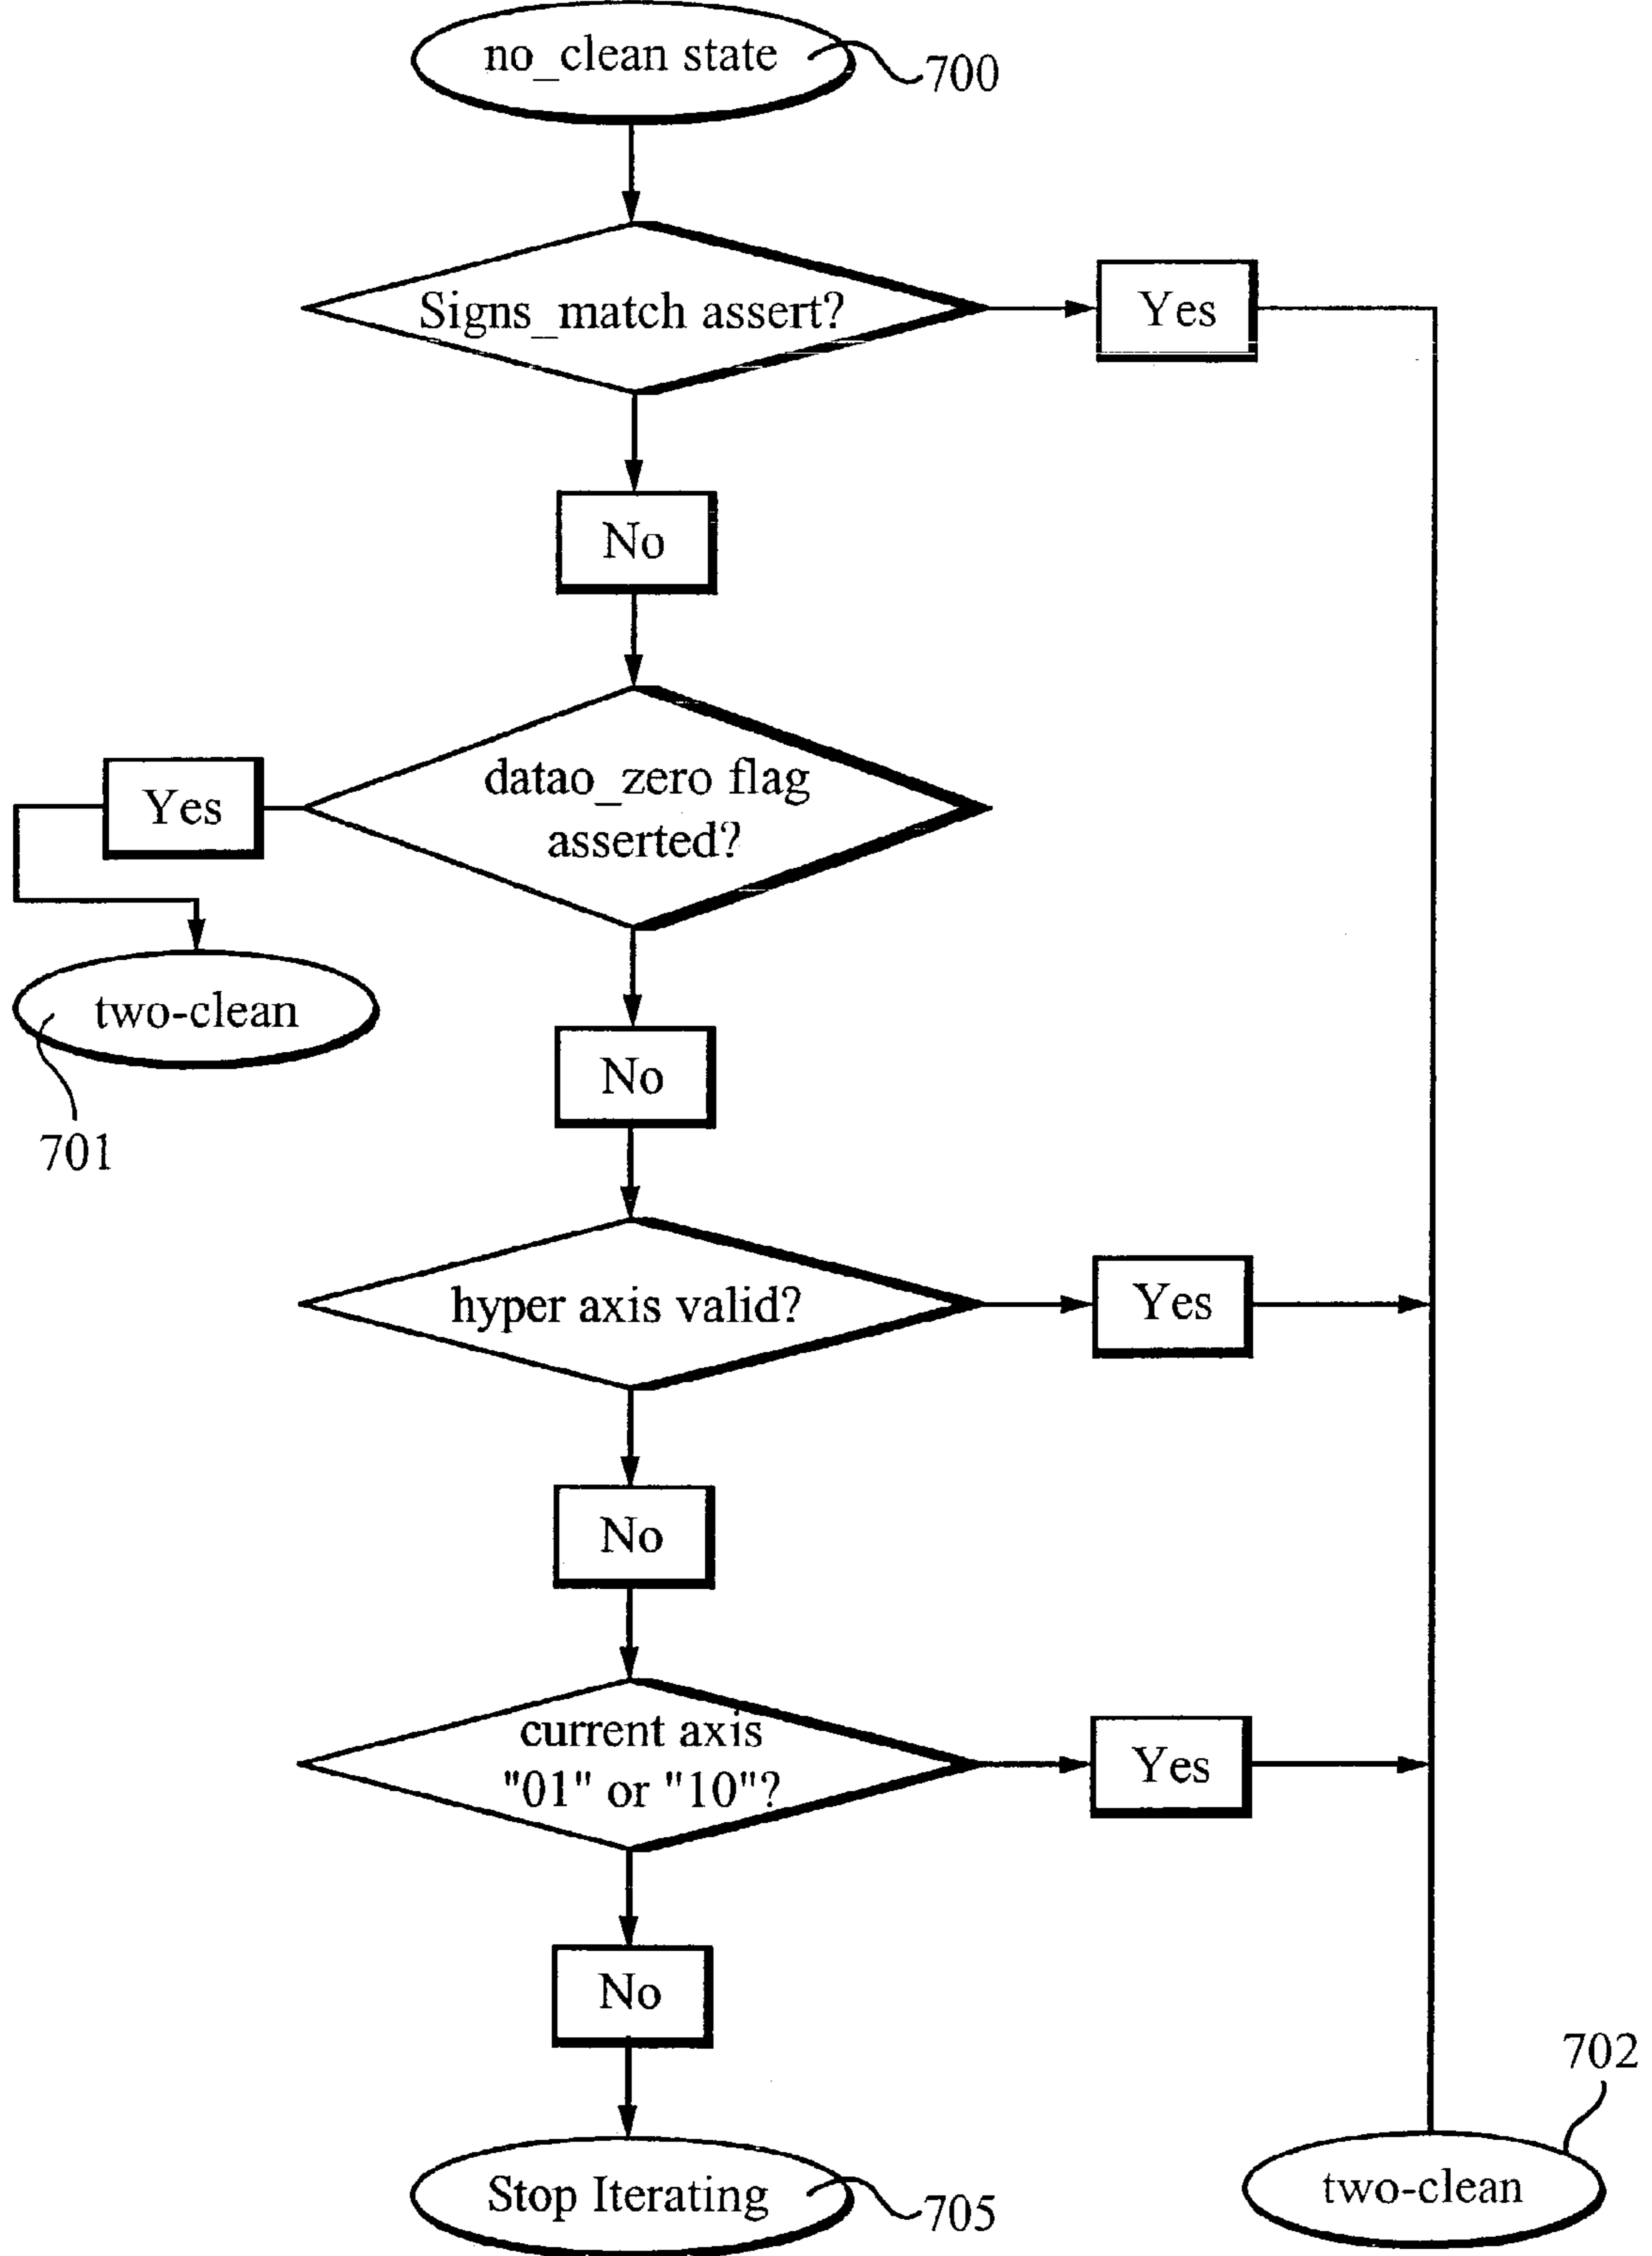 no_clean state
700
Signs_match assert?
Yes
No
datao_zero flag
asserted?
Yes
two-clean
701
No
hyper axis valid?
Yes
No
current axis
"01" or "10"?
Yes
No
702
Stop Iterating
705
two-clean